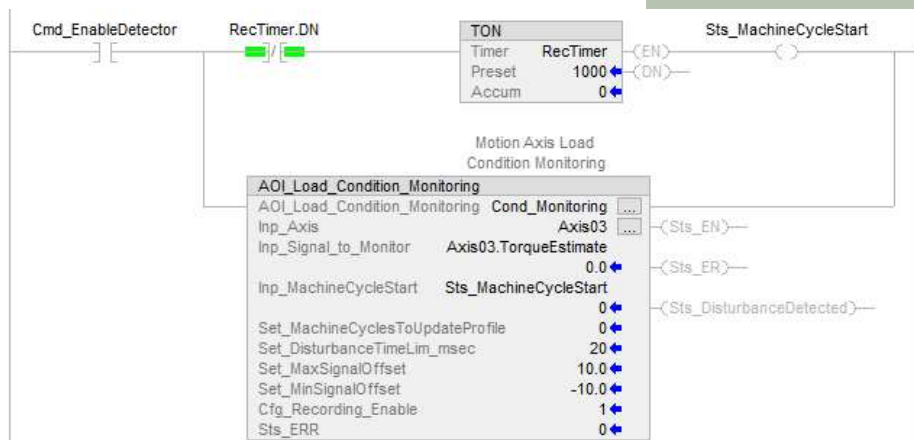 Cmd_EnableDetector RecTimer.DN TON Sts_MachineCycleStart
Timer RecTimer (EN)
Preset 1000 (DN)
Accum 0
Motion Axis Load
Condition Monitoring
AOI_Load_Condition_Monitoring
AOI_Load_Condition_Monitoring Cond_Monitoring ...
Inp_Axis Axis03 ... (Sts_EN)
Inp_Signal_to_Monitor Axis03.TorqueEstimate
0.0 (Sts_ER)
Inp_MachineCycleStart Sts_MachineCycleStart
0 (Sts_DisturbanceDetected)
Set_MachineCyclesToUpdateProfile 0
Set_DisturbanceTimeLim_msec 20
Set_MaxSignalOffset 10.0
Set_MinSignalOffset -10.0
Cfg_Recording_Enable 1
Sts_ERR 0